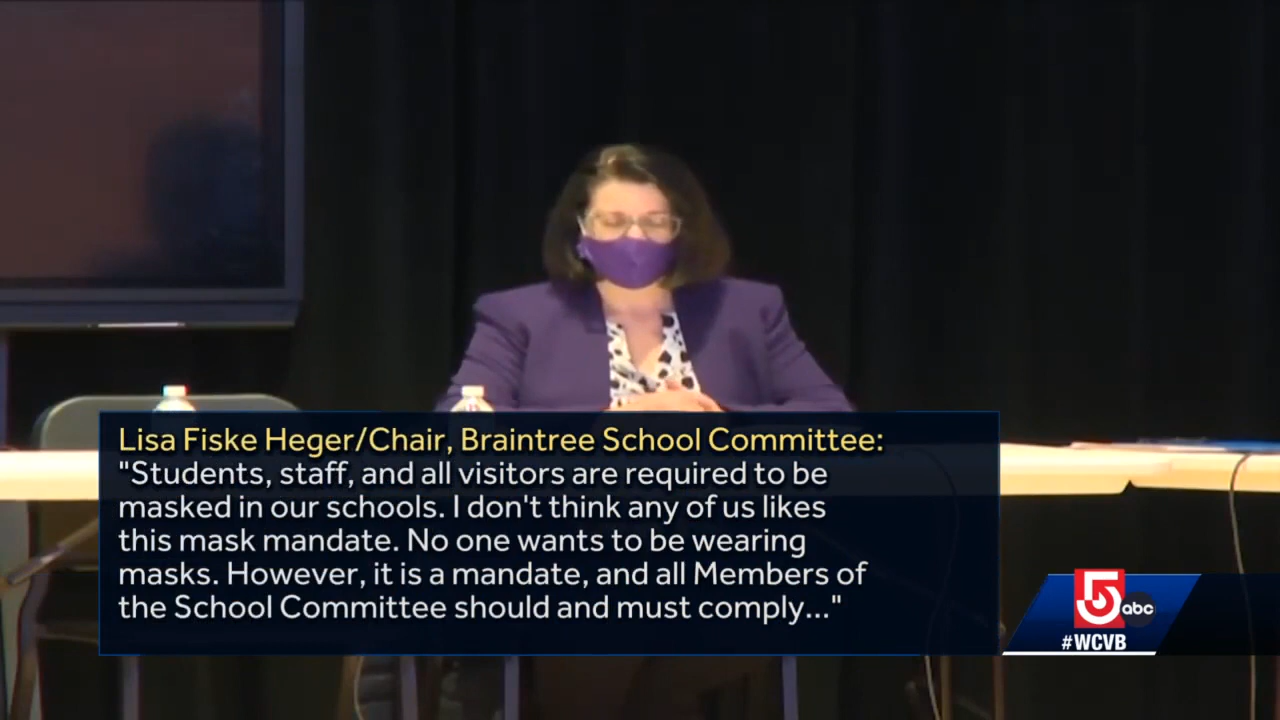 Lisa Fiske Heger/Chair, Braintree School Committee:
"Students, staff, and all visitors are required to be
masked in our schools. I don't think any of us likes
this mask mandate. No one wants to be wearing
masks. However, it is a mandate, and all Members of
the School Committee should and must comply..."
5 abc
#WCVB